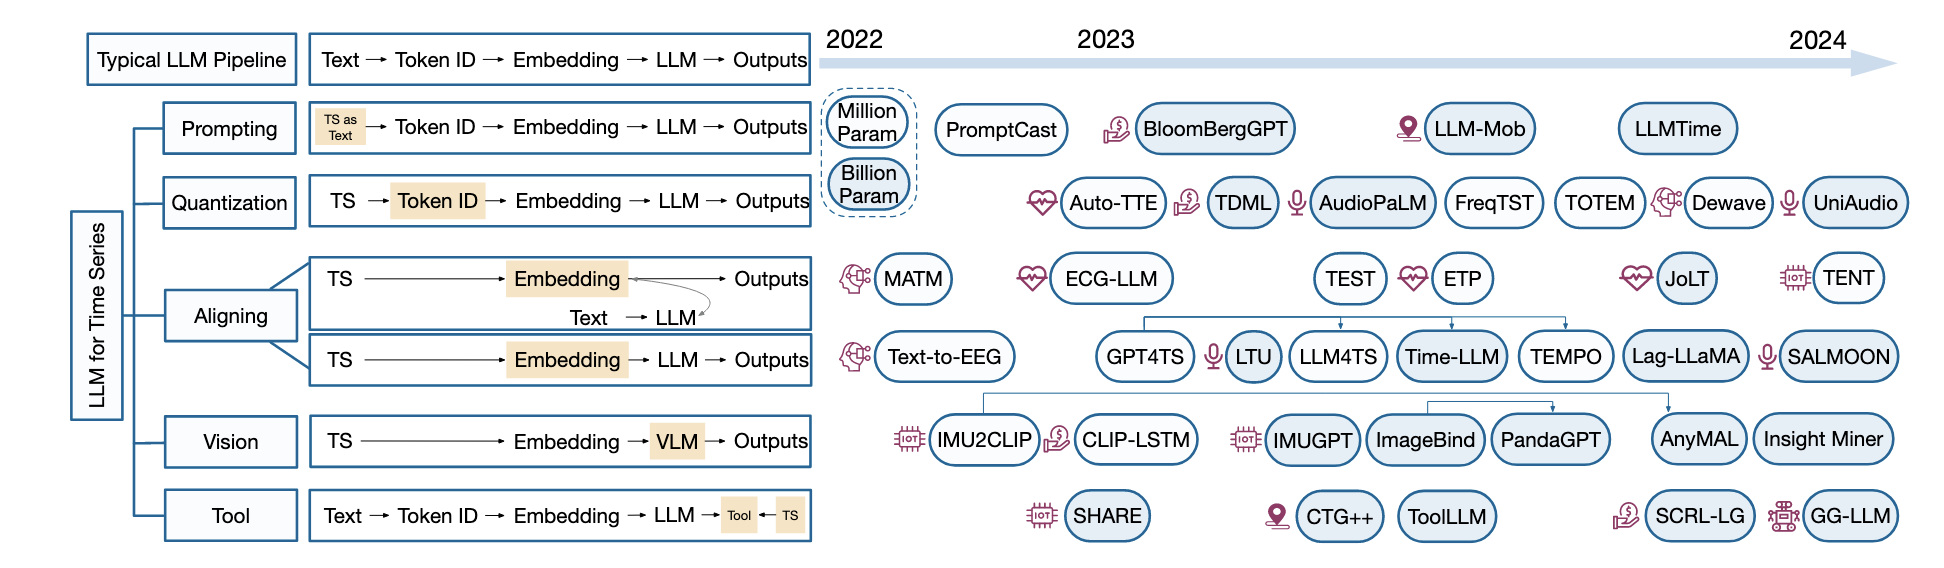 2022
2023
2024
Typical LLM Pipeline
Text Token ID Embedding LLM Outputs
LLM for Time Series
Prompting
TS as
Text
Token ID Embedding LLM Outputs
Million
Param
Billion
Param
PromptCast BloomBergGPT LLM-Mob LLMTime
Quantization
TS Token ID Embedding LLM Outputs
Auto-TTE TDML AudioPaLM FreqTST TOTEM Dewave UniAudio
Aligning
TS Embedding Outputs
Text LLM
MATM ECG-LLM TEST ETP JoLT IOT TENT
TS Embedding LLM Outputs
Text-to-EEG GPT4TS LTU LLM4TS Time-LLM TEMPO Lag-LLaMA SALMOON
Vision
TS Embedding VLM Outputs
IOT IMU2CLIP CLIP-LSTM IOT IMUGPT ImageBind PandaGPT AnyMAL Insight Miner
Tool
Text Token ID Embedding LLM Tool TS
IOT SHARE CTG++ ToolLLM SCRL-LG GG-LLM